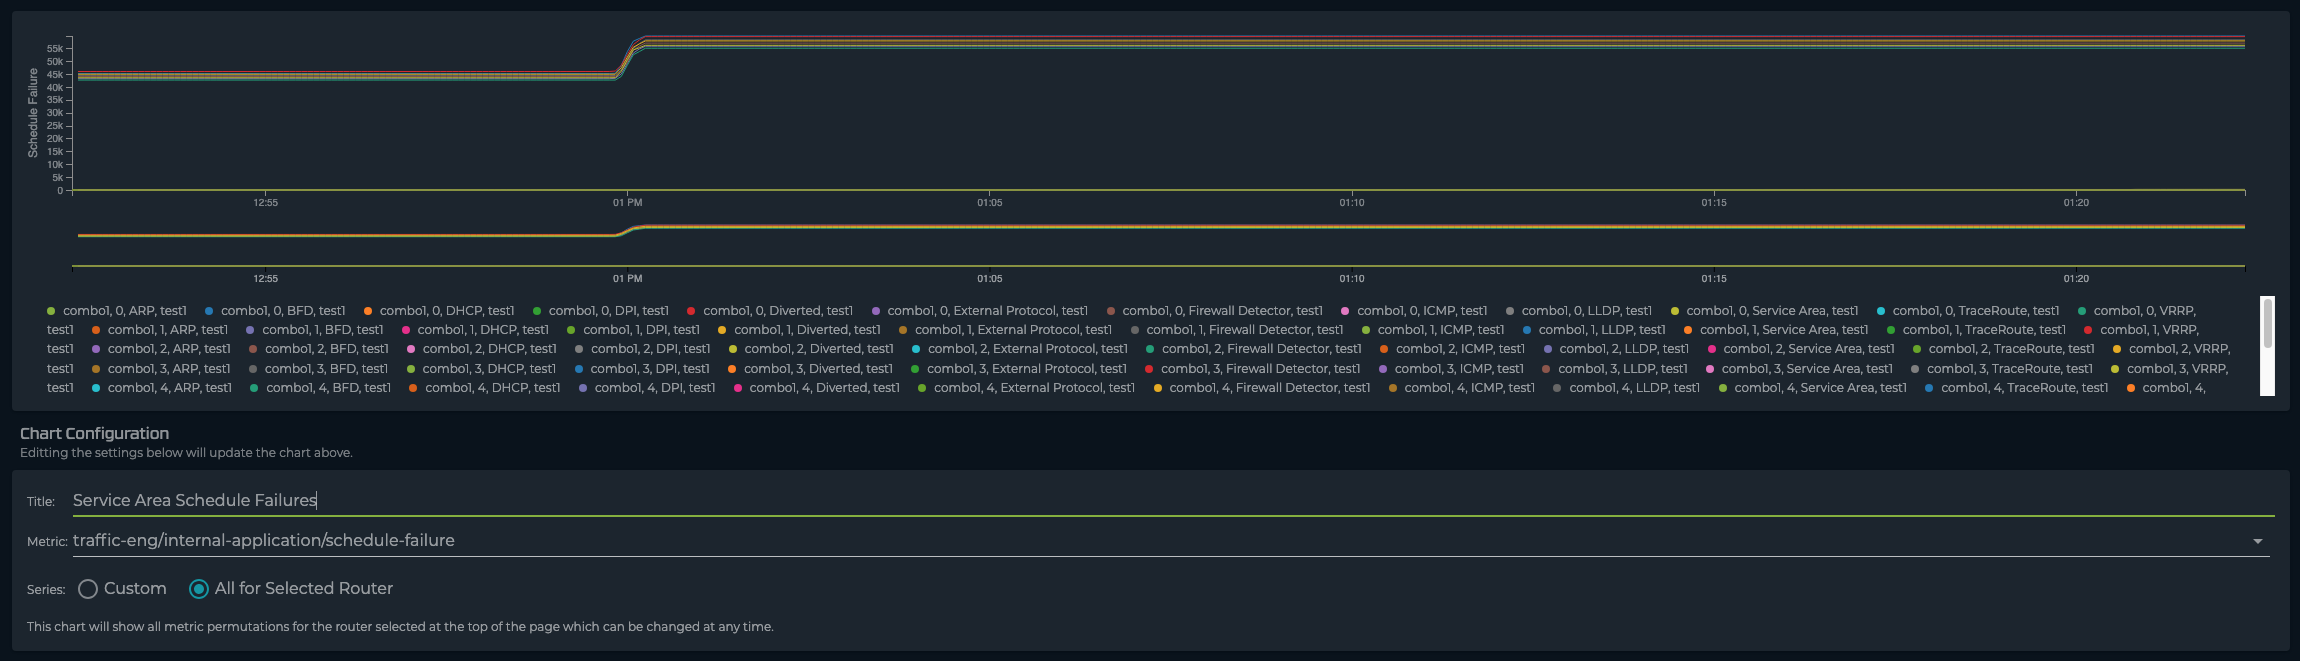 Schedule Failure
55k
50k
45k
40k
35k
30k
25k
20k
15k
10k
5k
0
12:55 01 PM 01:05 01:10 01:15 01:20
12:55 01 PM 01:05 01:10 01:15 01:20
combo1, 0, ARP, test1 combo1, 0, BFD, test1 combo1, 0, DHCP, test1 combo1, 0, DPI, test1 combo1, 0, Diverted, test1 combo1, 0, External Protocol, test1 combo1, 0, Firewall Detector, test1 combo1, 0, ICMP, test1 combo1, 0, LLDP, test1 combo1, 0, Service Area, test1 combo1, 0, TraceRoute, test1 combo1, 0, VRRP,
test1 combo1, 1, ARP, test1 combo1, 1, BFD, test1 combo1, 1, DHCP, test1 combo1, 1, DPI, test1 combo1, 1, Diverted, test1 combo1, 1, External Protocol, test1 combo1, 1, Firewall Detector, test1 combo1, 1, ICMP, test1 combo1, 1, LLDP, test1 combo1, 1, Service Area, test1 combo1, 1, TraceRoute, test1 combo1, 1, VRRP,
test1 combo1, 2, ARP, test1 combo1, 2, BFD, test1 combo1, 2, DHCP, test1 combo1, 2, DPI, test1 combo1, 2, Diverted, test1 combo1, 2, External Protocol, test1 combo1, 2, Firewall Detector, test1 combo1, 2, ICMP, test1 combo1, 2, LLDP, test1 combo1, 2, Service Area, test1 combo1, 2, TraceRoute, test1 combo1, 2, VRRP,
test1 combo1, 3, ARP, test1 combo1, 3, BFD, test1 combo1, 3, DHCP, test1 combo1, 3, DPI, test1 combo1, 3, Diverted, test1 combo1, 3, External Protocol, test1 combo1, 3, Firewall Detector, test1 combo1, 3, ICMP, test1 combo1, 3, LLDP, test1 combo1, 3, Service Area, test1 combo1, 3, TraceRoute, test1 combo1, 3, VRRP,
test1 combo1, 4, ARP, test1 combo1, 4, BFD, test1 combo1, 4, DHCP, test1 combo1, 4, DPI, test1 combo1, 4, Diverted, test1 combo1, 4, External Protocol, test1 combo1, 4, Firewall Detector, test1 combo1, 4, ICMP, test1 combo1, 4, LLDP, test1 combo1, 4, Service Area, test1 combo1, 4, TraceRoute, test1 combo1, 4,
Chart Configuration
Editting the settings below will update the chart above.
Title: Service Area Schedule Failures
Metric: traffic-eng/internal-application/schedule-failure
Series: Custom All for Selected Router
This chart will show all metric permutations for the router selected at the top of the page which can be changed at any time.